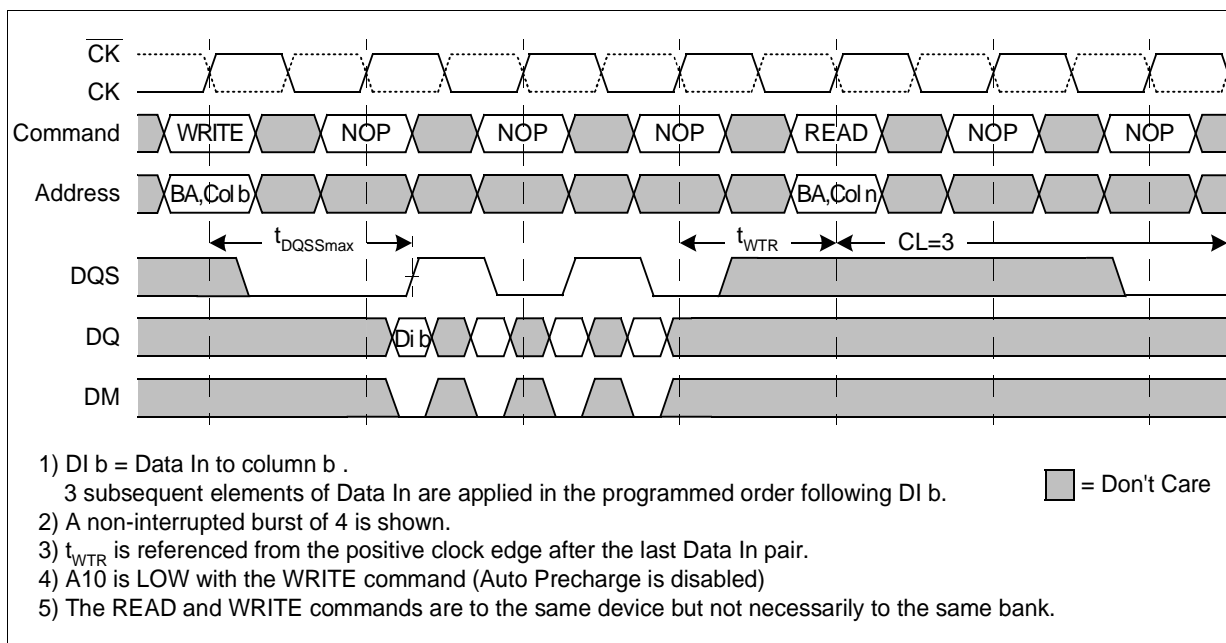 CK
CK
Command WRITE NOP NOP NOP READ NOP NOP
Address BA,Col b BA,Col n
tDQSSmax tWTR CL=3
DQS
DQ Di b
DM
1) DI b = Data In to column b .
3 subsequent elements of Data In are applied in the programmed order following DI b.
= Don't Care
2) A non-interrupted burst of 4 is shown.
3) tWTR is referenced from the positive clock edge after the last Data In pair.
4) A10 is LOW with the WRITE command (Auto Precharge is disabled)
5) The READ and WRITE commands are to the same device but not necessarily to the same bank.